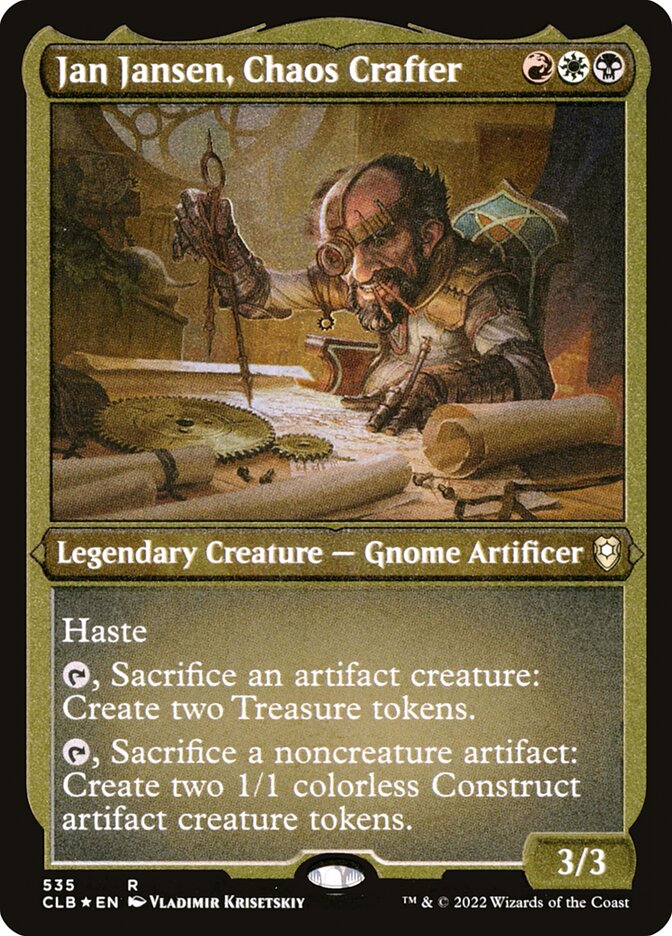 Jan Jansen, Chaos Crafter
Legendary Creature — Gnome Artificer
Haste
, Sacrifice an artifact creature:
Create two Treasure tokens.
, Sacrifice a noncreature artifact:
Create two 1/1 colorless Construct
artifact creature tokens.
3/3
535 R
CLB★EN Vladimir Krisetskiy
™ & © 2022 Wizards of the Coast